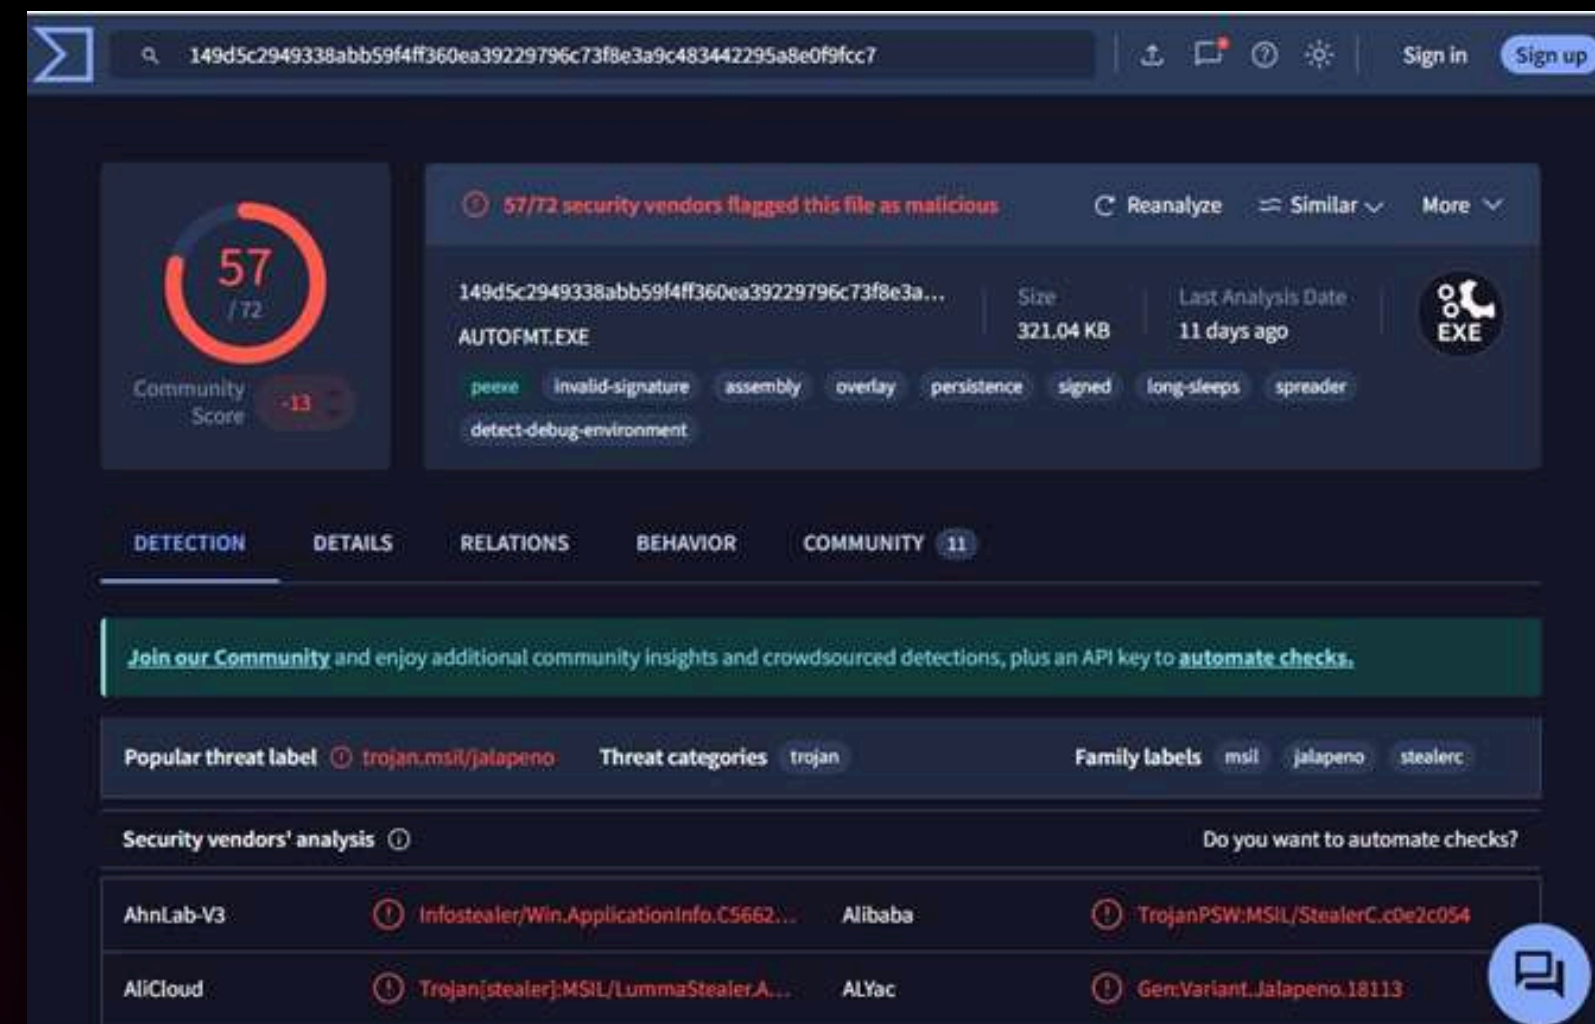 149d5c2949338abb59f4ff360ea39229796c73f8e3a9c483442295a8e0f9fcc7
Sign in
Sign up
57
/ 72
Community
Score
-13
57/72 security vendors flagged this file as malicious
Reanalyze
Similar
More
149d5c2949338abb59f4ff360ea39229796c73f8e3a...
AUTOFMT.EXE
Size
321.04 KB
Last Analysis Date
11 days ago
EXE
peexe invalid-signature assembly overlay persistence signed long-sleeps spreader
detect-debug-environment
DETECTION DETAILS RELATIONS BEHAVIOR COMMUNITY 11
Join our Community and enjoy additional community insights and crowdsourced detections, plus an API key to automate checks.
Popular threat label trojan.msil/jalapeno Threat categories trojan Family labels msil jalapeno stealerc
Security vendors' analysis Do you want to automate checks?
AhnLab-V3 Infostealer/Win.ApplicationInfo.C5662... Alibaba TrojanPSW:MSIL/StealerC.c0e2c054
AliCloud Trojan[stealer]:MSIL/LummaStealer.A... ALYac Gen:Variant.Jalapeno.18113